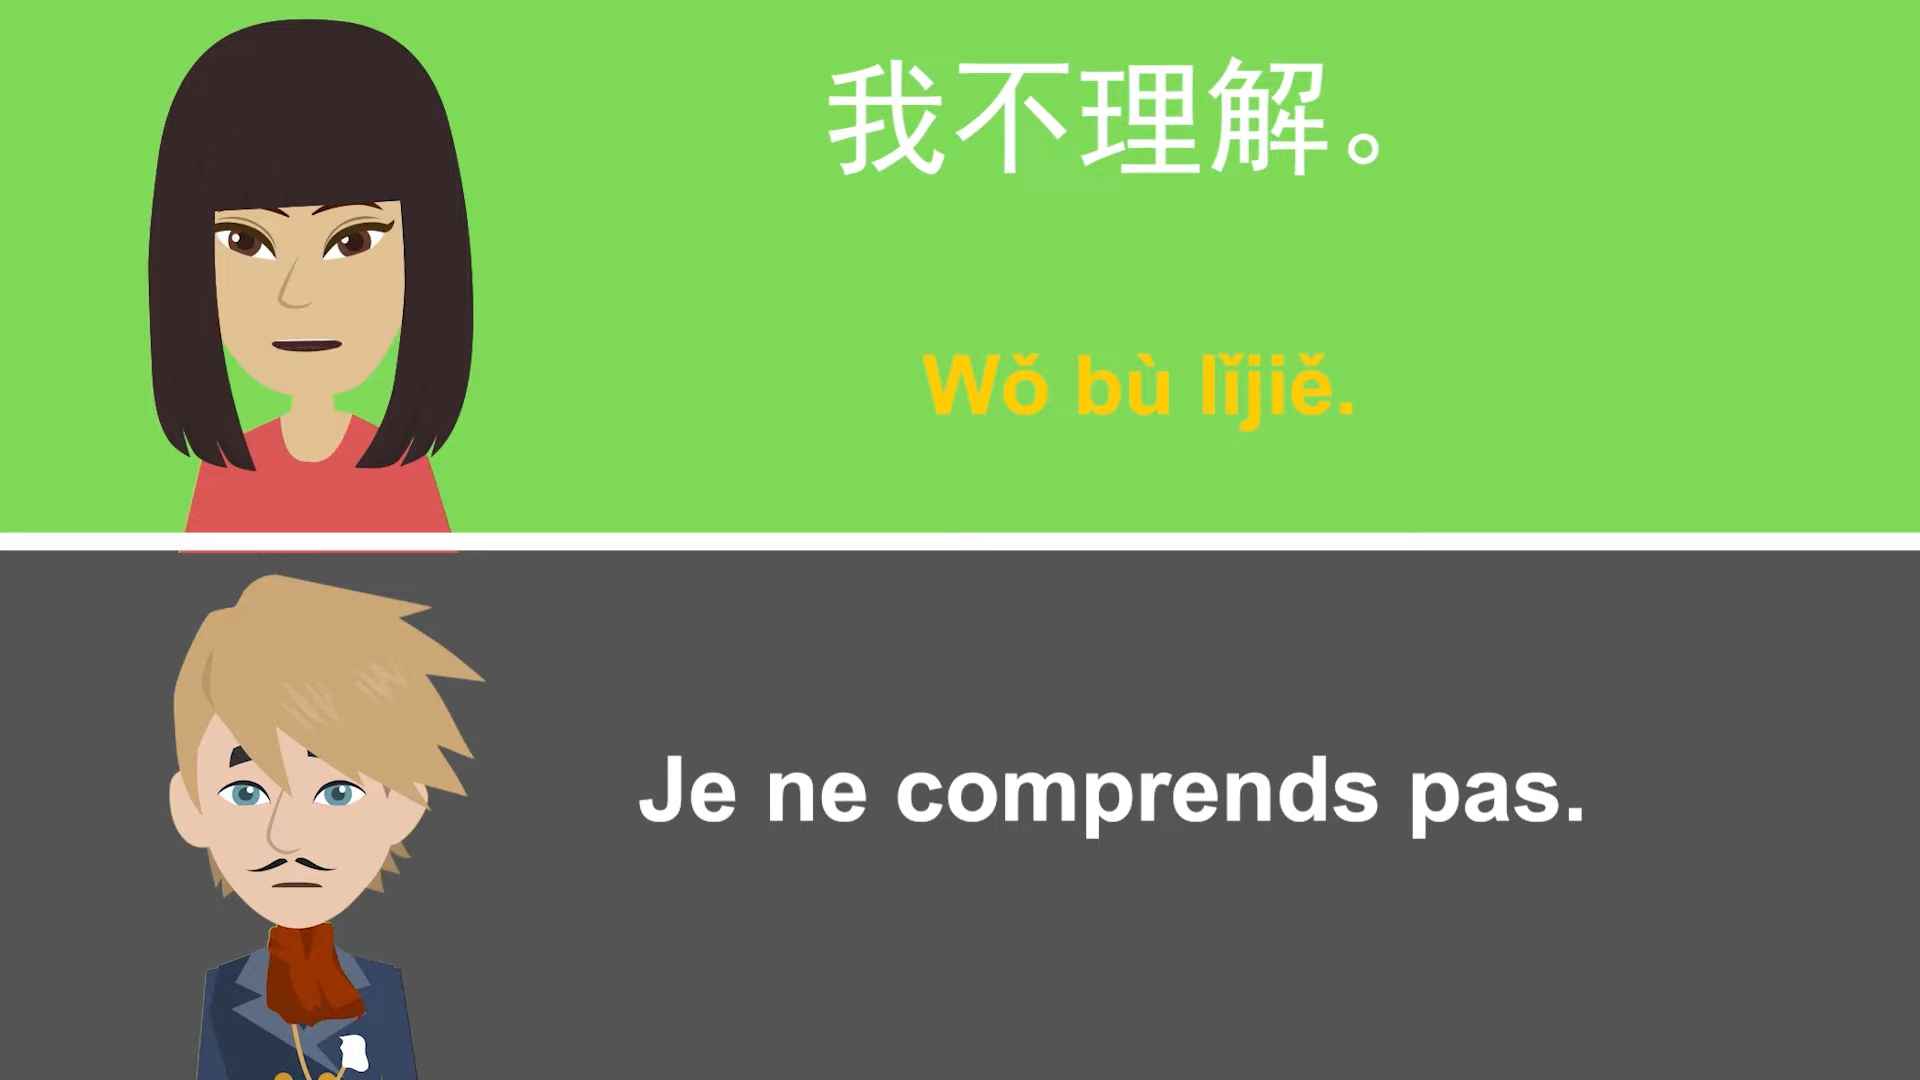 我不理解。
Wǒ bù lǐjiě.
Je ne comprends pas.